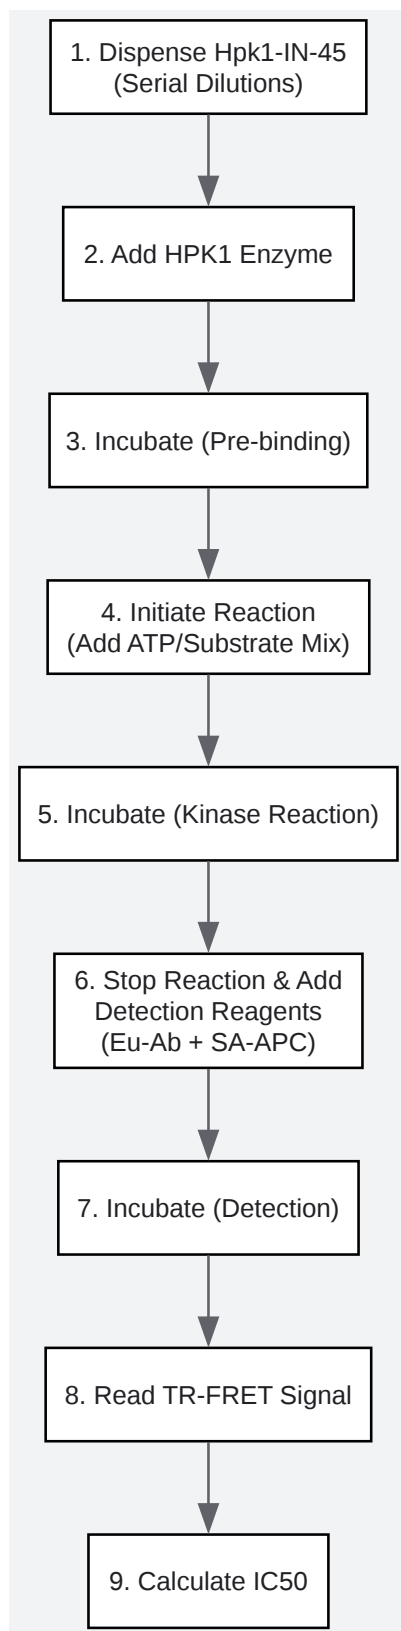 1. Dispense Hpk1-IN-45
(Serial Dilutions)
2. Add HPK1 Enzyme
3. Incubate (Pre-binding)
4. Initiate Reaction
(Add ATP/Substrate Mix)
5. Incubate (Kinase Reaction)
6. Stop Reaction & Add
Detection Reagents
(Eu-Ab + SA-APC)
7. Incubate (Detection)
8. Read TR-FRET Signal
9. Calculate IC50